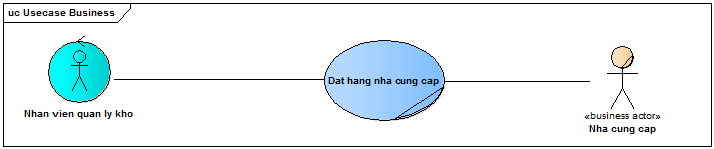 uc Usecase Business
Dat hang nha cung cap
Nhan vien quan ly kho
«business actor»
Nha cung cap